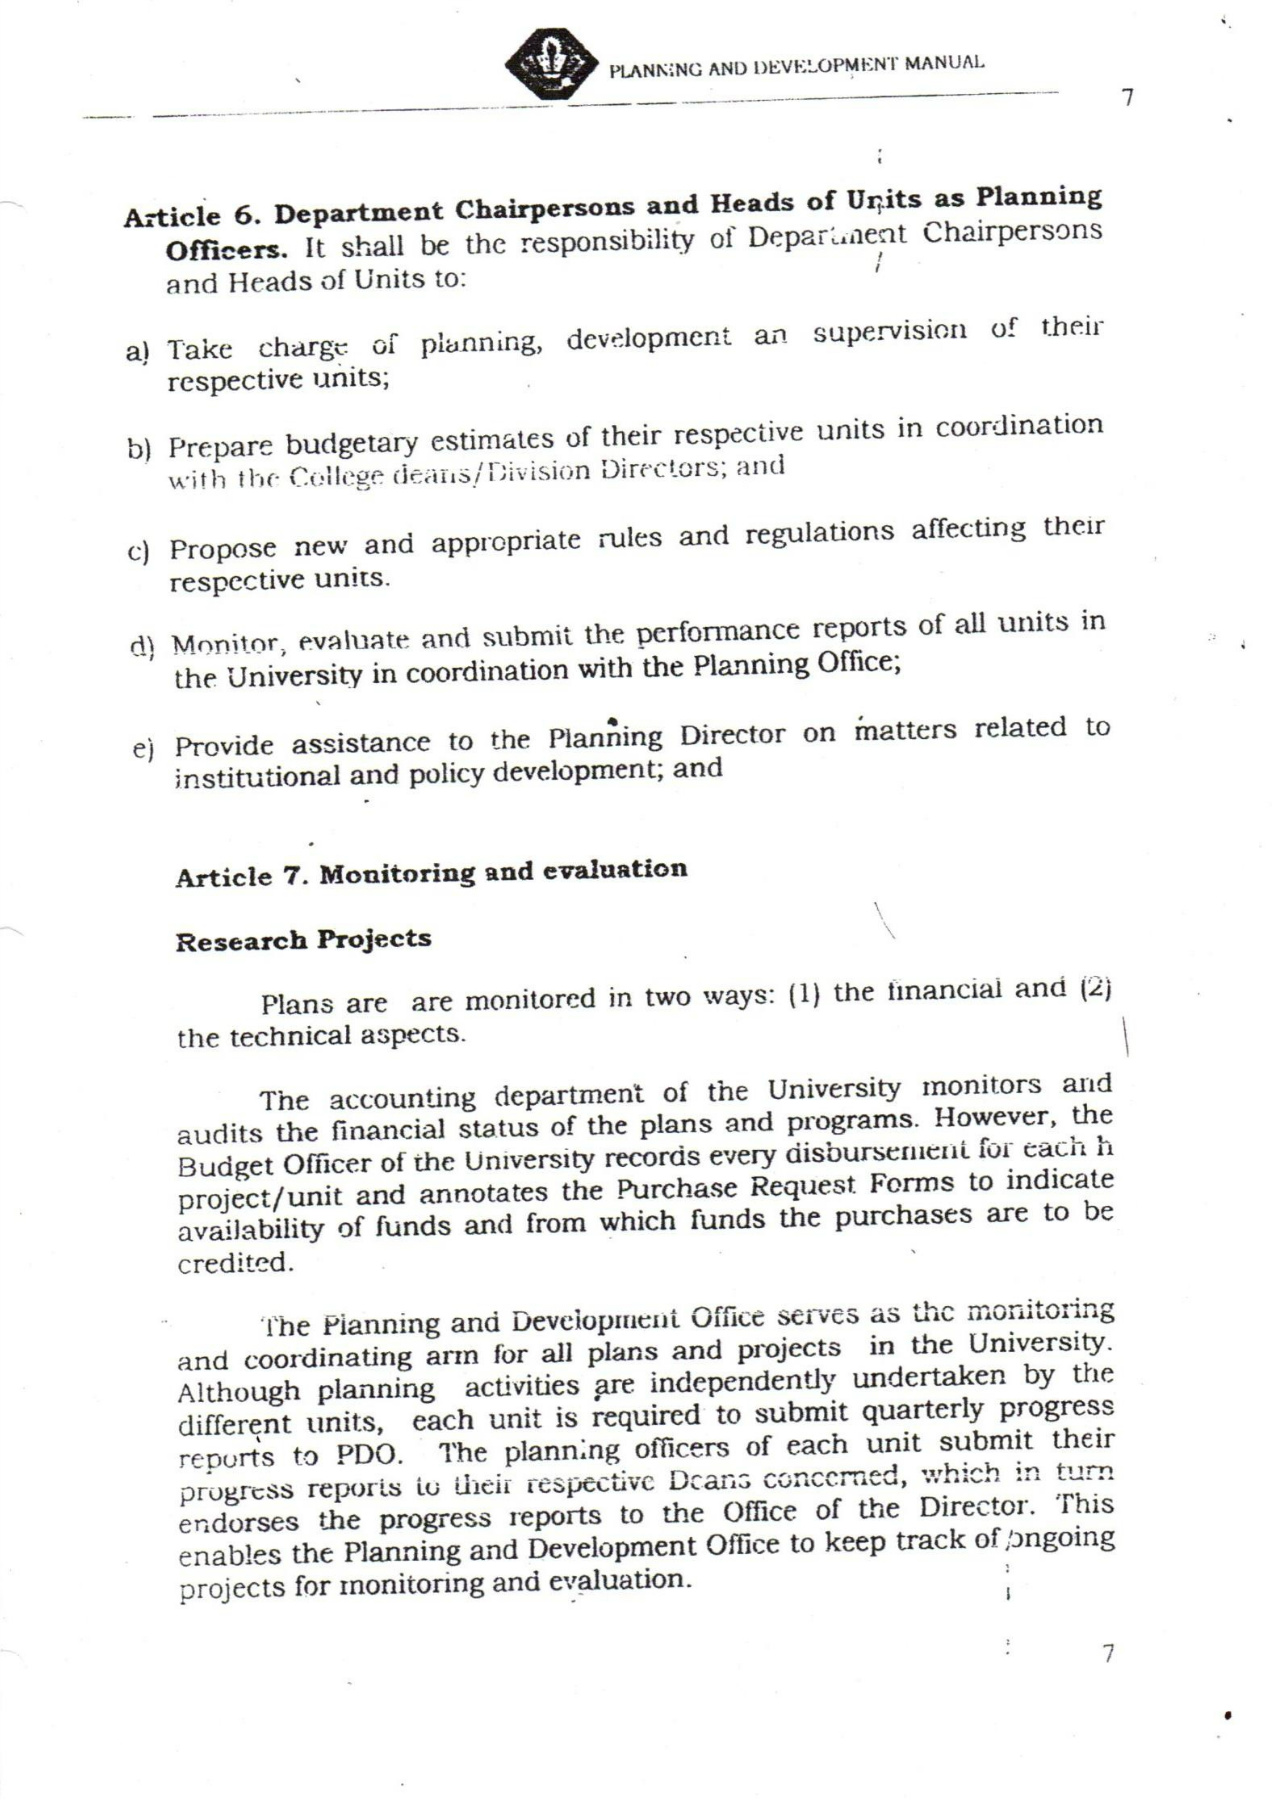 PLANNING AND DEVELOPMENT MANUAL
7
Article 6. Department Chairpersons and Heads of Units as Planning
Officers. It shall be the responsibility of Department Chairpersons
and Heads of Units to:
a) Take charge of planning, development an supervision of their
respective units;
b) Prepare budgetary estimates of their respective units in coordination
with the College deans/Division Directors; and
c) Propose new and appropriate rules and regulations affecting their
respective units.
d) Monitor, evaluate and submit the performance reports of all units in
the University in coordination with the Planning Office;
e) Provide assistance to the Planning Director on matters related to
institutional and policy development; and
Article 7. Monitoring and evaluation
Research Projects
Plans are are monitored in two ways: (1) the financial and (2)
the technical aspects.
The accounting department of the University monitors and
audits the financial status of the plans and programs. However, the
Budget Officer of the University records every disbursement for each h
project/unit and annotates the Purchase Request Forms to indicate
availability of funds and from which funds the purchases are to be
credited.
The Planning and Development Office serves as the monitoring
and coordinating arm for all plans and projects in the University.
Although planning activities are independently undertaken by the
different units, each unit is required to submit quarterly progress
reports to PDO. The planning officers of each unit submit their
progress reports to their respective Deans concerned, which in turn
endorses the progress reports to the Office of the Director. This
enables the Planning and Development Office to keep track of ongoing
projects for monitoring and evaluation.
7